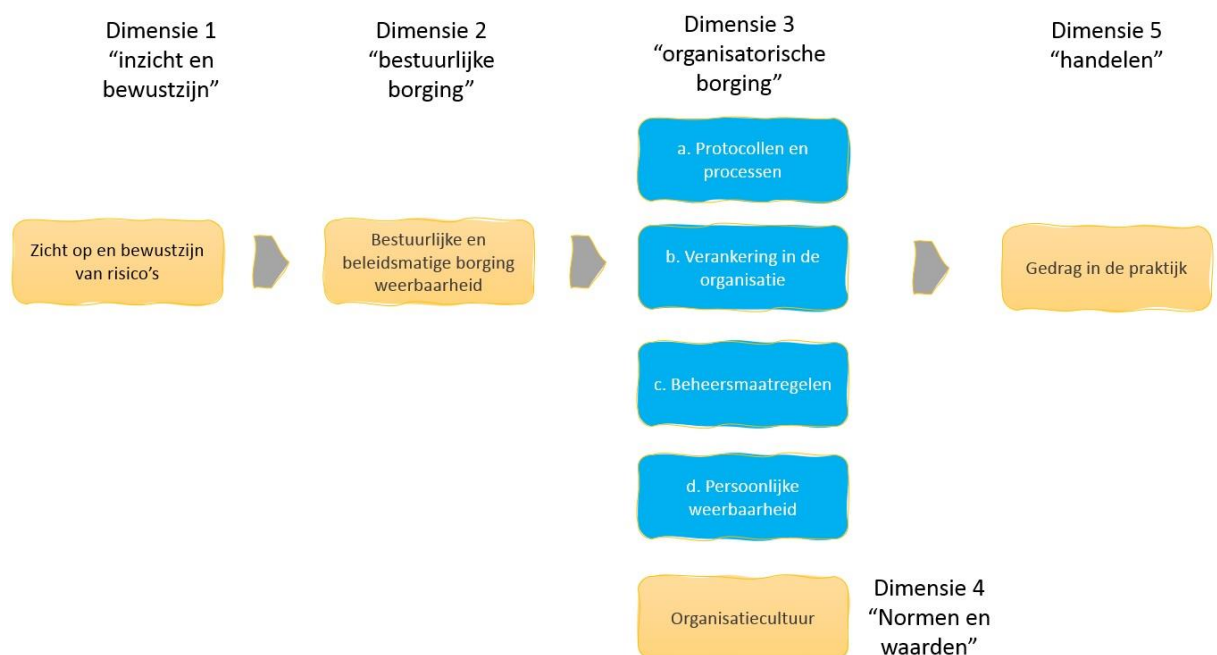 Dimensie 1
“inzicht en
bewustzijn”
Zicht op en bewustzijn
van risico’s
Dimensie 2
“bestuurlijke
borging”
Bestuurlijke en
beleidsmatige borging
weerbaarheid
Dimensie 3
“organisatorische
borging”
a. Protocollen en
processen
b. Verankering in de
organisatie
c. Beheersmaatregelen
d. Persoonlijke
weerbaarheid
Organisatiecultuur
Dimensie 4
“Normen en
waarden”
Dimensie 5
“handelen”
Gedrag in de praktijk